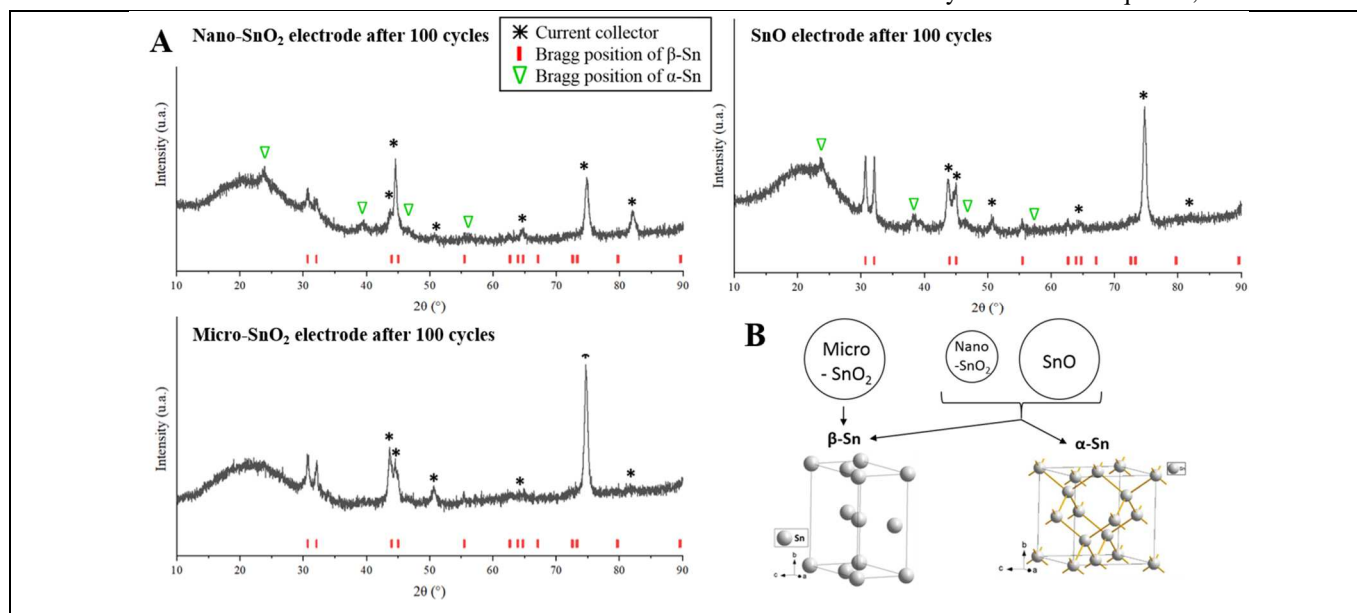 A
Nano-SnO₂ electrode after 100 cycles
* Current collector
Bragg position of β-Sn
Bragg position of α-Sn
SnO electrode after 100 cycles
Intensity (u.a.)
* * * * * *
10 20 30 40 50 60 70 80 90
2θ (°)
Intensity (u.a.)
* * * * * *
10 20 30 40 50 60 70 80 90
2θ (°)
Micro-SnO₂ electrode after 100 cycles
Intensity (u.a.)
* * * * *
10 20 30 40 50 60 70 80 90
2θ (°)
B
Micro
- SnO₂
Nano
-SnO₂
SnO
β-Sn
α-Sn
Sn
b
c
a
b
c
a